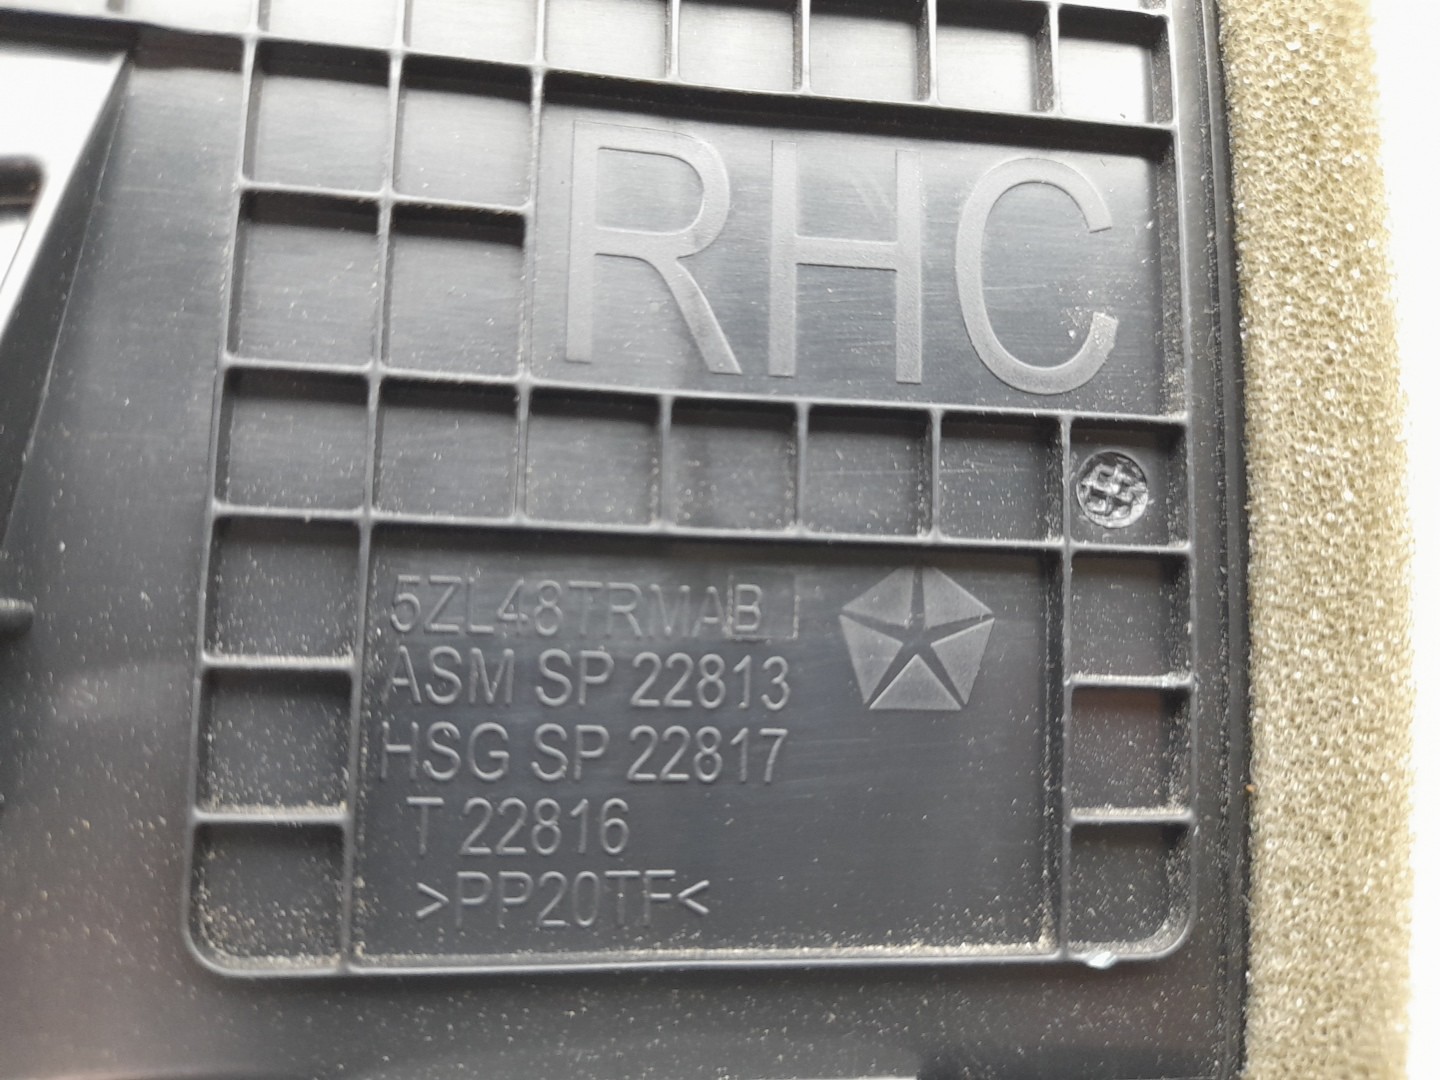 RHC
5ZL48TRMAB
ASM SP 22813
HSG SP 22817
T 22816
>PP20TF<